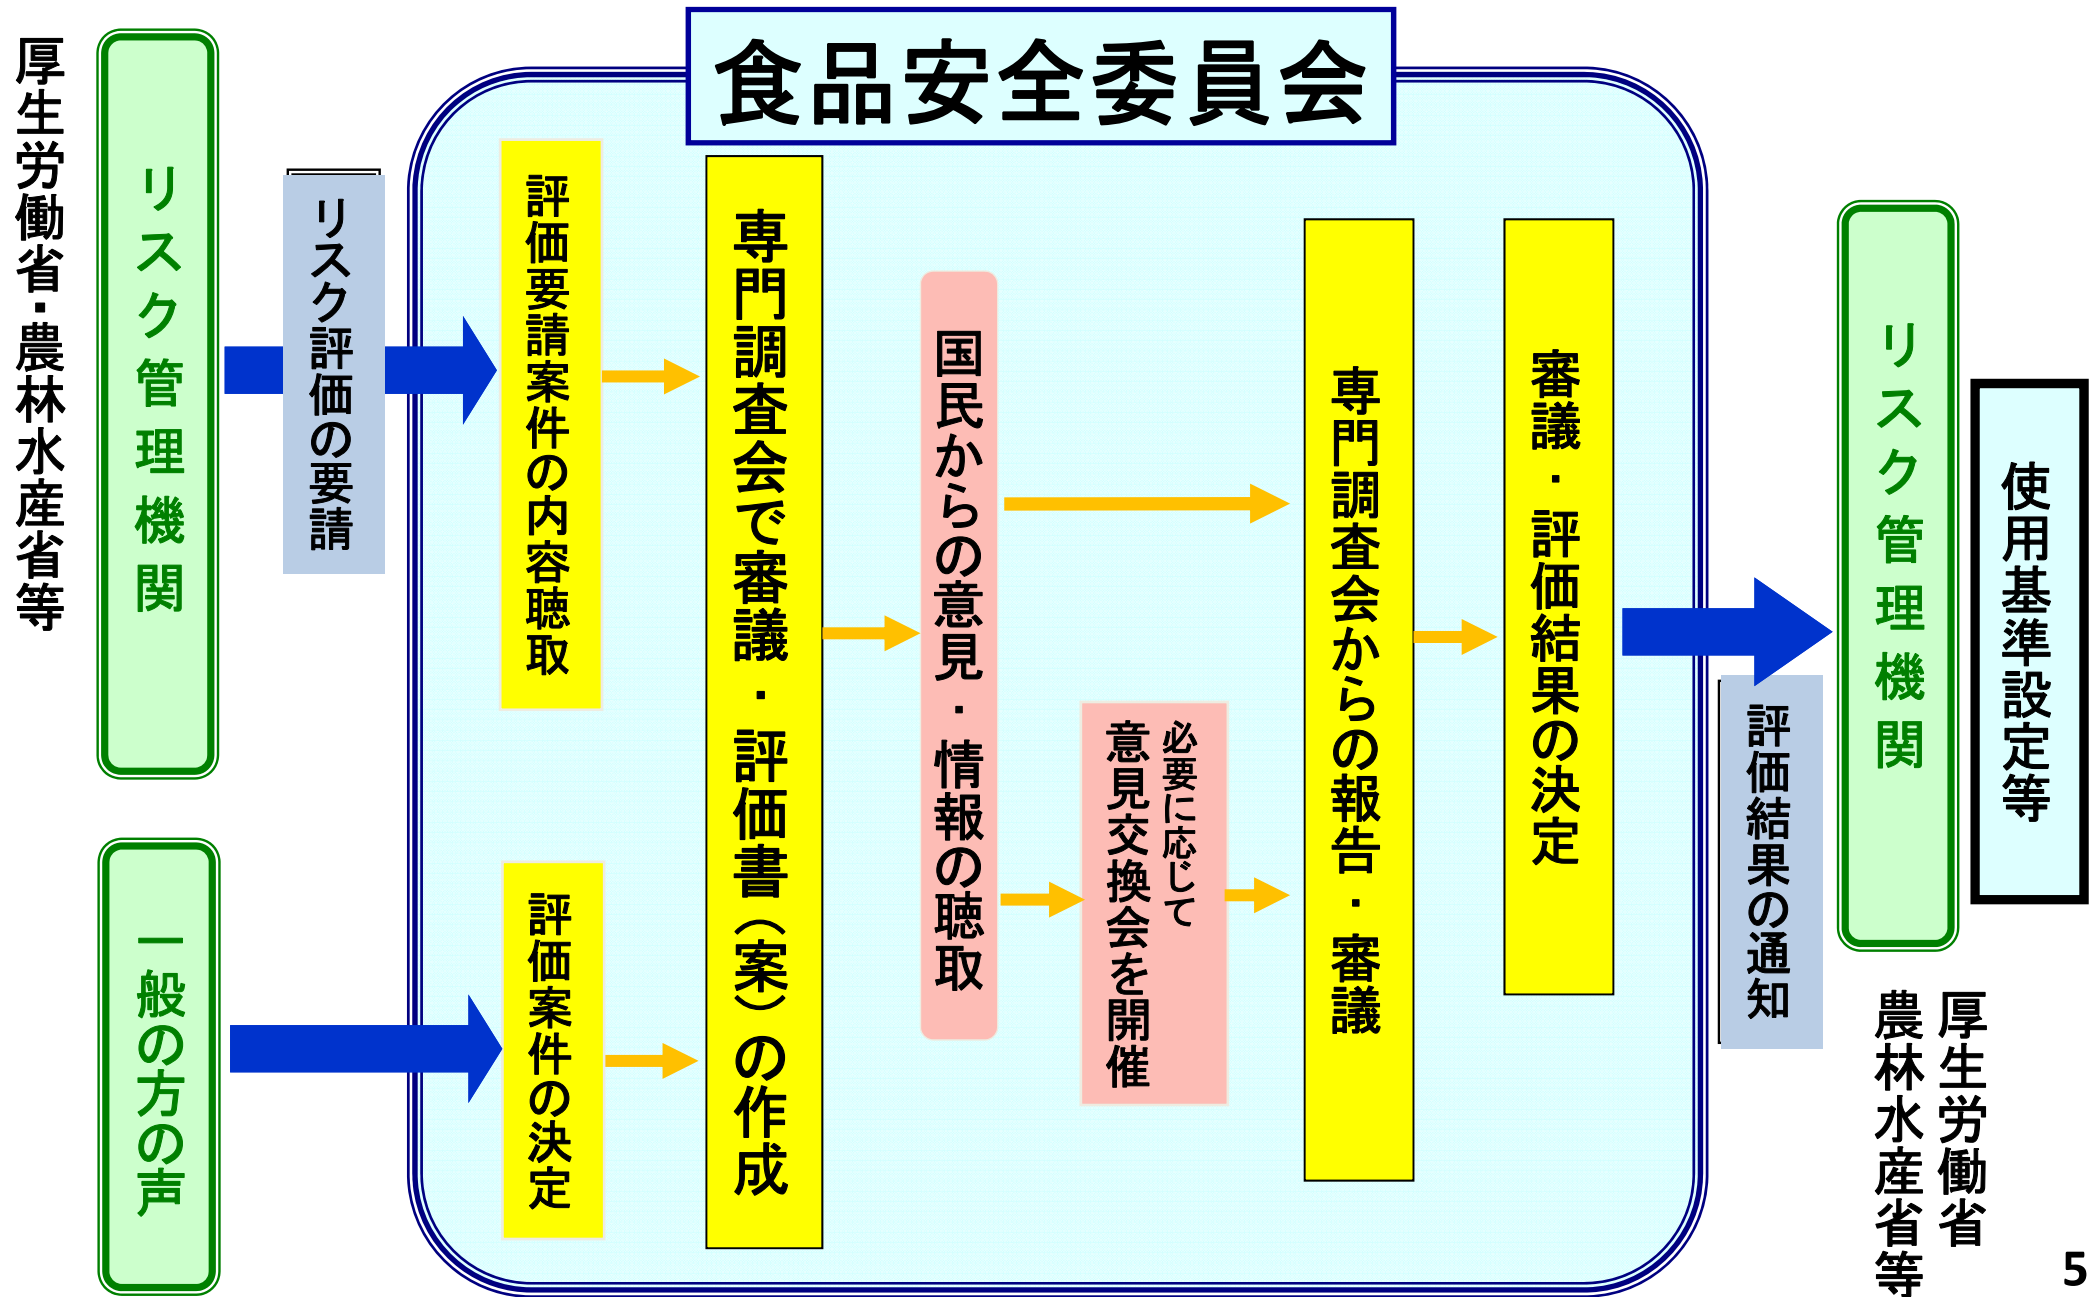 食品安全委員会
厚生労働省・農林水産省等
リスク管理機関
リスク評価の要請
一般の方の声
評価要請案件の内容聴取
評価案件の決定
専門調査会で審議・評価書（案）の作成
国民からの意見・情報の聴取
必要に応じて
意見交換会を開催
専門調査会からの報告・審議
審議・評価結果の決定
評価結果の通知
リスク管理機関
使用基準設定等
厚生労働省
農林水産省等
5